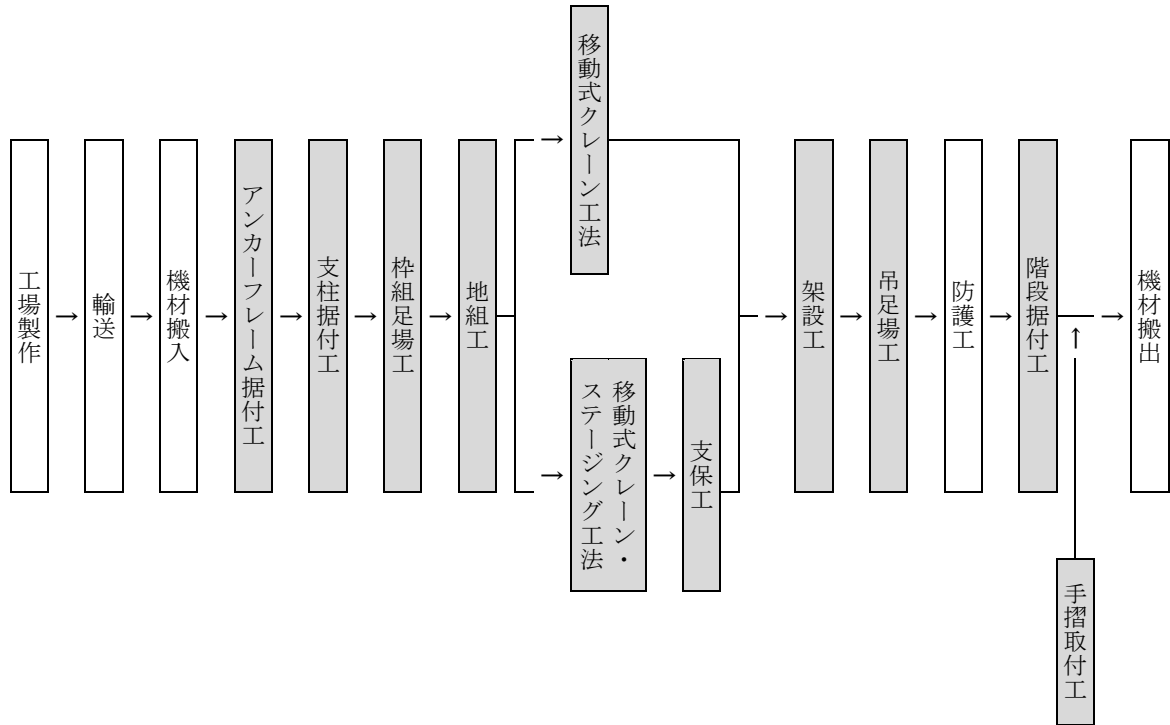 工場製作
→
輸送
→
機材搬入
→
アンカーフレーム据付工
→
支柱据付工
→
枠組足場工
→
地組工
→
移動式クレーン工法
→
移動式クレーン・
ステージング工法
→
支保工
→
架設工
→
吊足場工
→
防護工
→
階段据付工
→
機材搬出
↑
手摺取付工